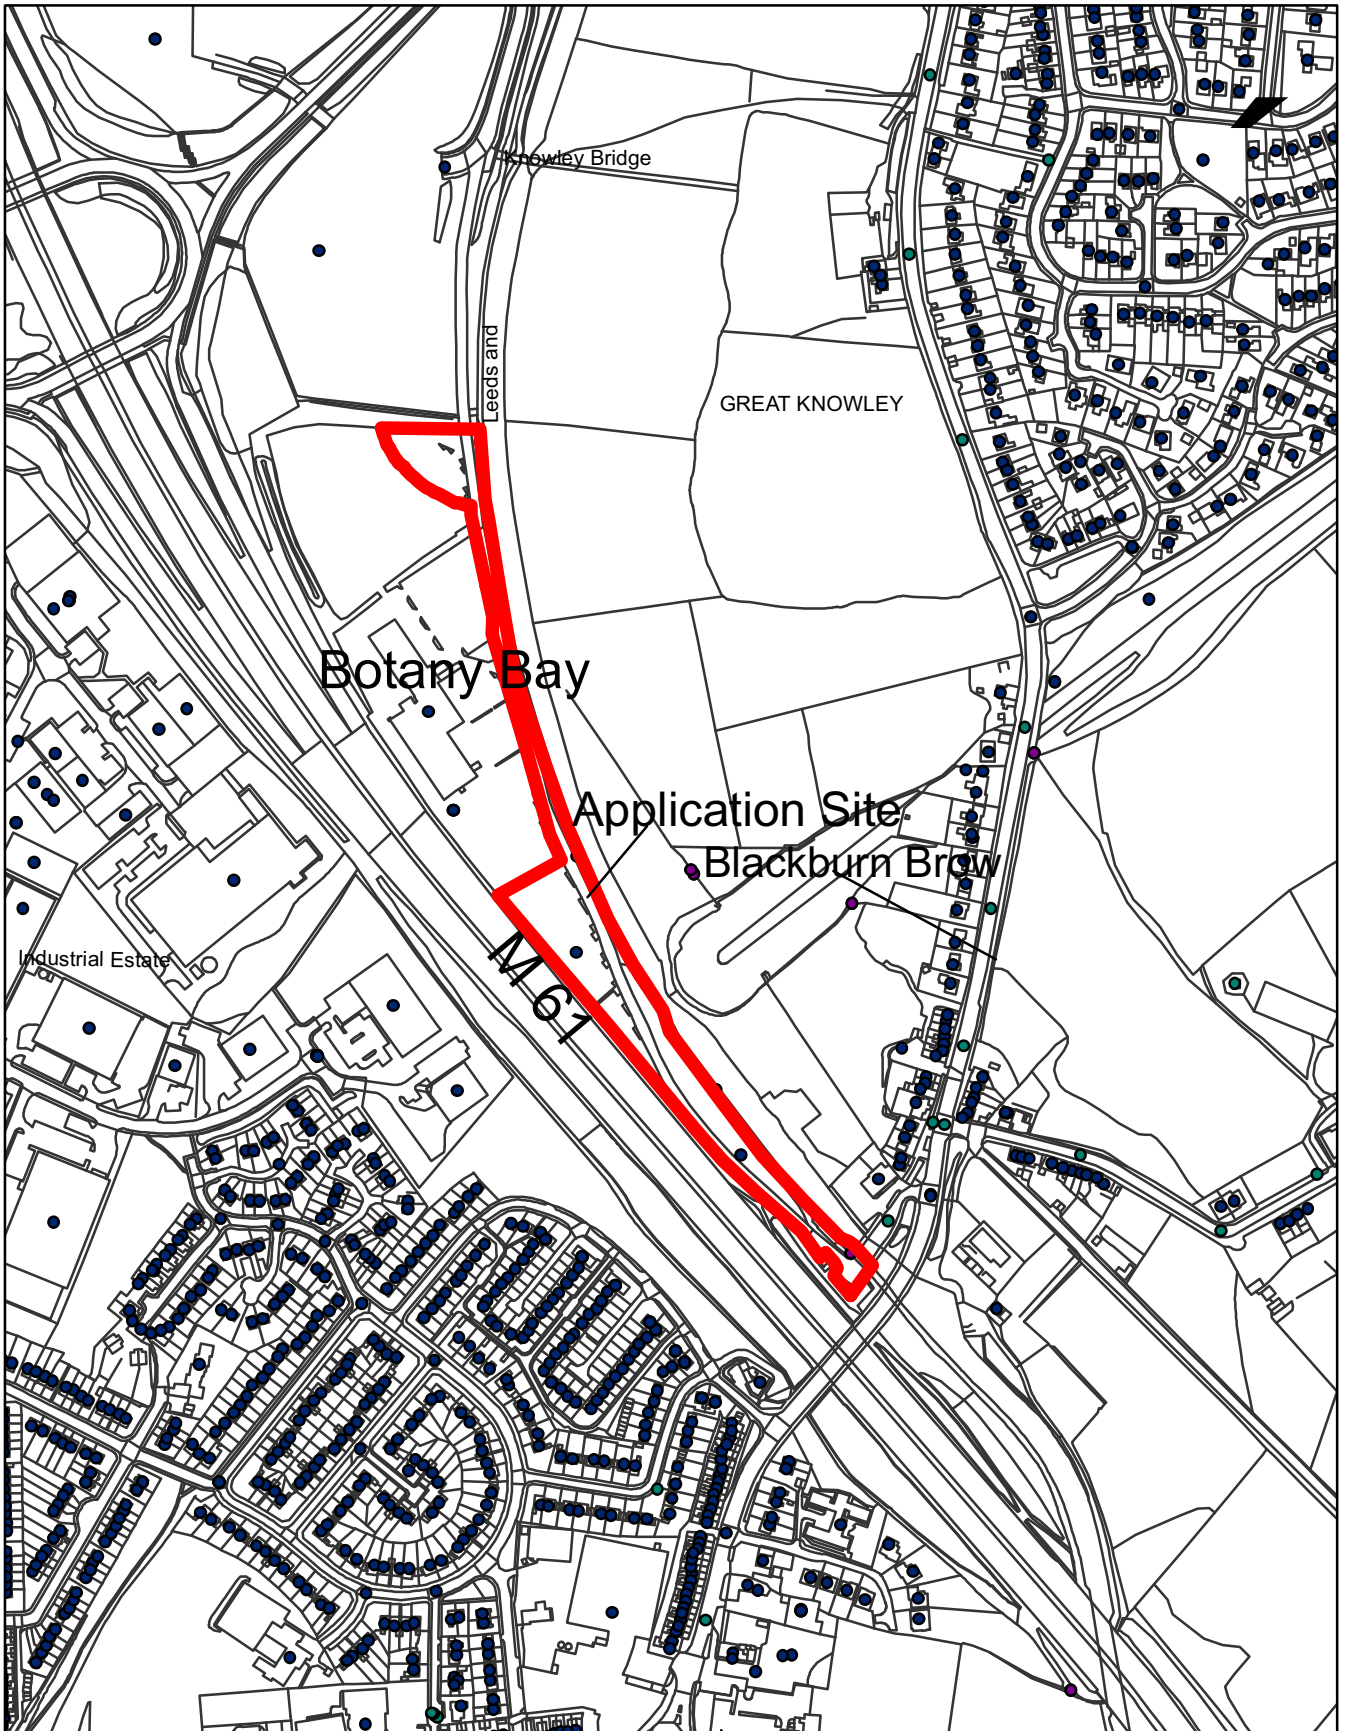 Knowley Bridge
Leeds and
GREAT KNOWLEY
Botany Bay
Application Site
Blackburn Brow
Industrial Estate
M 61